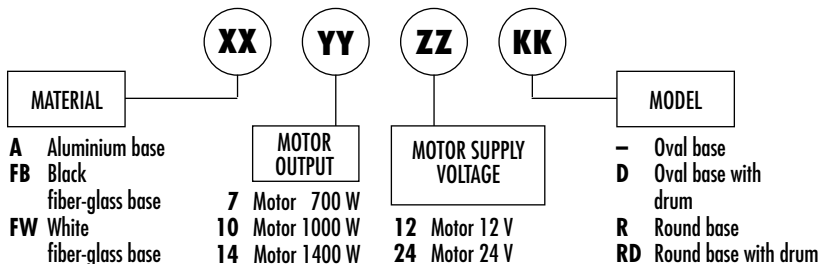 XX YY ZZ KK
MATERIAL
A Aluminium base
FB Black
fiber-glass base
FW White
fiber-glass base
MOTOR
OUTPUT
7 Motor 700 W
10 Motor 1000 W
14 Motor 1400 W
MOTOR SUPPLY
VOLTAGE
12 Motor 12 V
24 Motor 24 V
MODEL
– Oval base
D Oval base with
drum
R Round base
RD Round base with drum